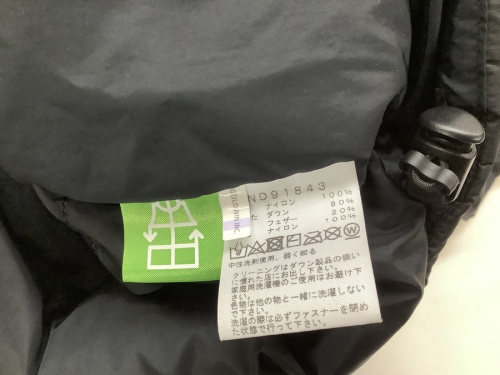 ND91843
100%
ナイロン 80%
ダウン 20%
た フェザー 100%
ナイロン
中性洗剤使用、弱く絞る
クリーニングはダウン製品の扱い
に慣れた店にお出し下さい。
家庭用洗濯機のご使用はお避け下
さい。
色物は他の物と一緒に洗濯しない
で下さい。
洗濯の際は必ずファスナーを閉め
た状態で行って下さい。